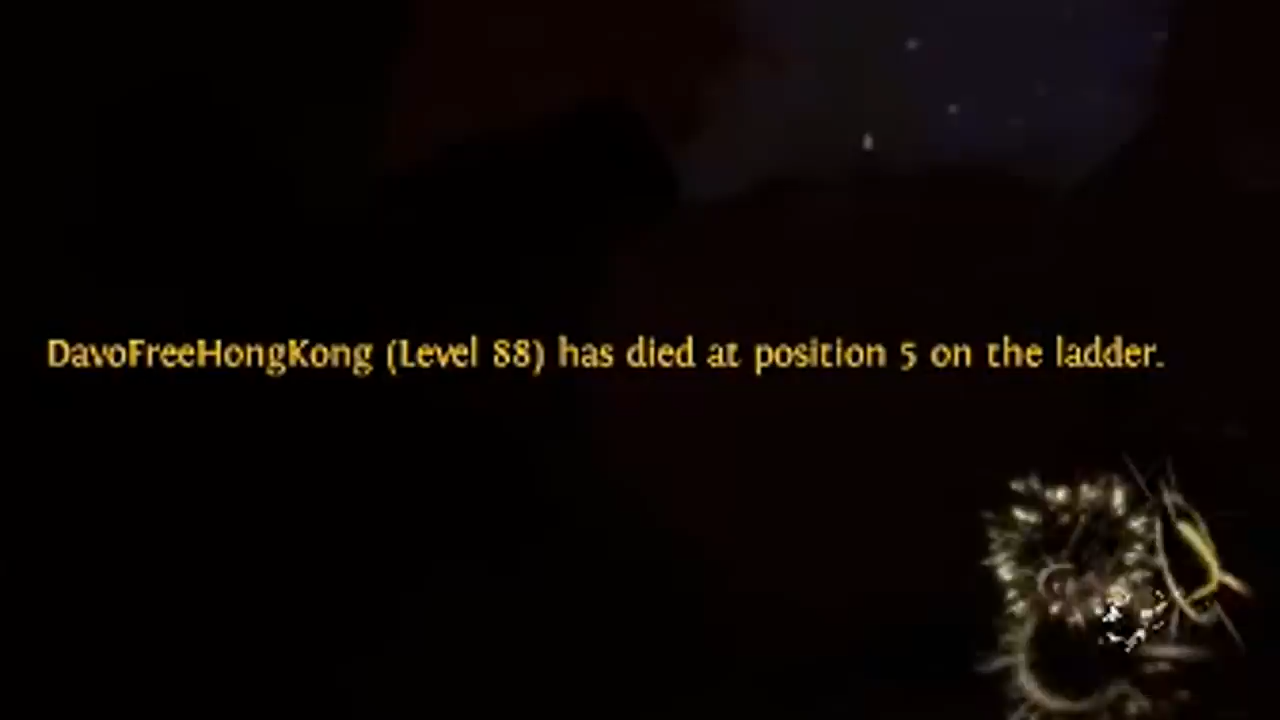 DavoFreeHongKong (Level 88) has died at position 5 on the ladder.